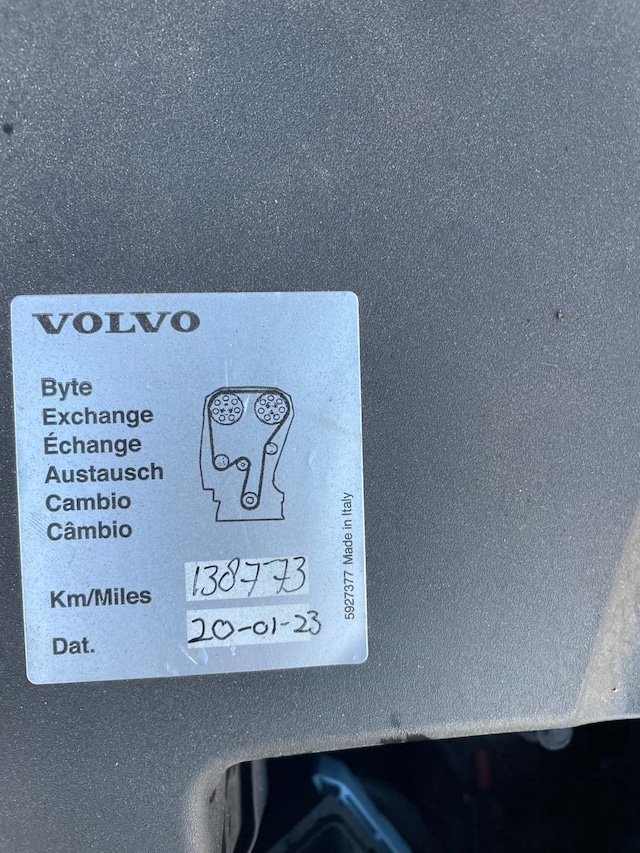 VOLVO
Byte
Exchange
Échange
Austausch
Cambio
Câmbio
Km/Miles 138773
Dat. 20-01-23
5927377 Made in Italy